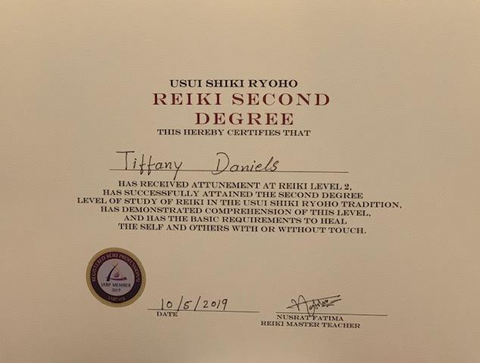 USUI SHIKI RYOHO
REIKI SECOND
DEGREE
THIS HEREBY CERTIFIES THAT
Tiffany Daniels
HAS RECEIVED ATTUNEMENT AT REIKI LEVEL 2,
HAS SUCCESSFULLY ATTAINED THE SECOND DEGREE
LEVEL OF STUDY OF REIKI IN THE USUI SHIKI RYOHO TRADITION,
HAS DEMONSTRATED COMPREHENSION OF THIS LEVEL,
AND HAS THE BASIC REQUIREMENTS TO HEAL
THE SELF AND OTHERS WITH OR WITHOUT TOUCH.
IARP MEMBER
2019
10/5/2019
DATE
NUSRAT FATIMA
REIKI MASTER TEACHER